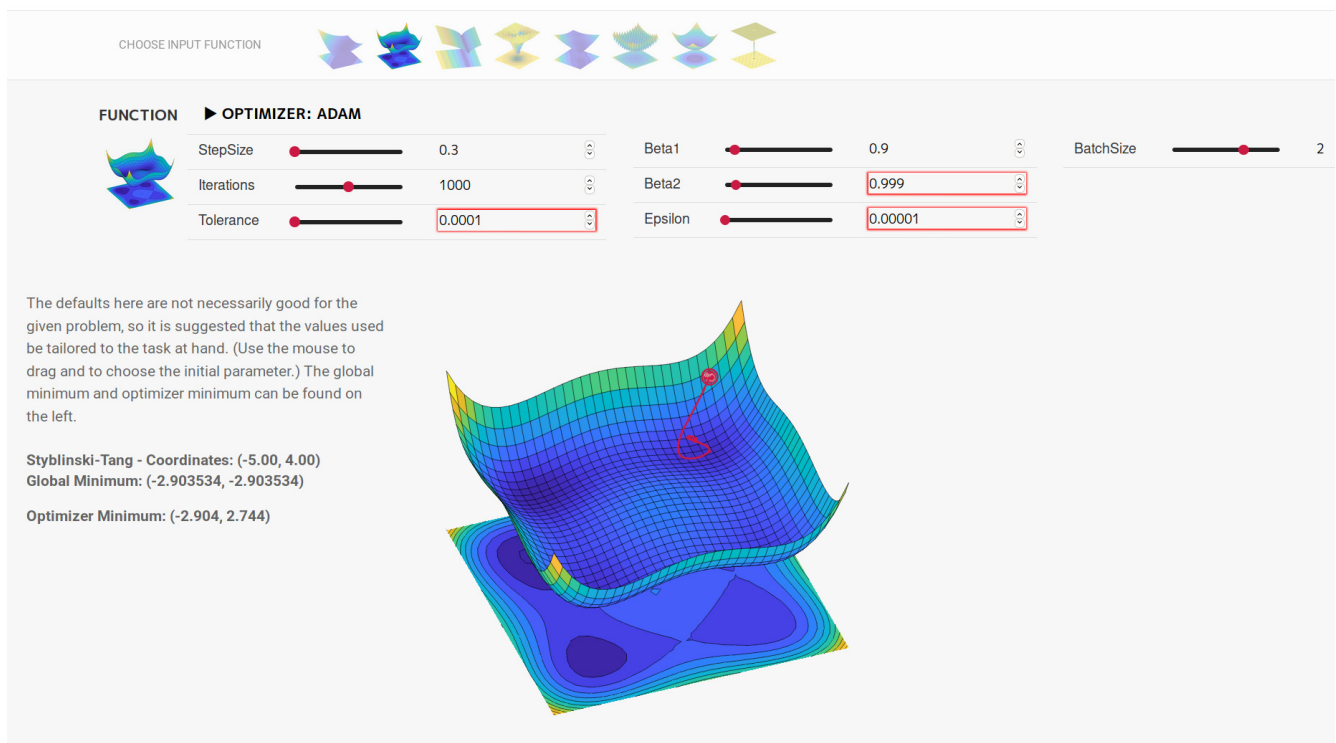 CHOOSE INPUT FUNCTION
FUNCTION
▶ OPTIMIZER: ADAM
StepSize 0.3
Iterations 1000
Tolerance 0.0001
Beta1 0.9
Beta2 0.999
Epsilon 0.00001
BatchSize 2
The defaults here are not necessarily good for the
given problem, so it is suggested that the values used
be tailored to the task at hand. (Use the mouse to
drag and to choose the initial parameter.) The global
minimum and optimizer minimum can be found on
the left.
Styblinski-Tang - Coordinates: (-5.00, 4.00)
Global Minimum: (-2.903534, -2.903534)
Optimizer Minimum: (-2.904, 2.744)